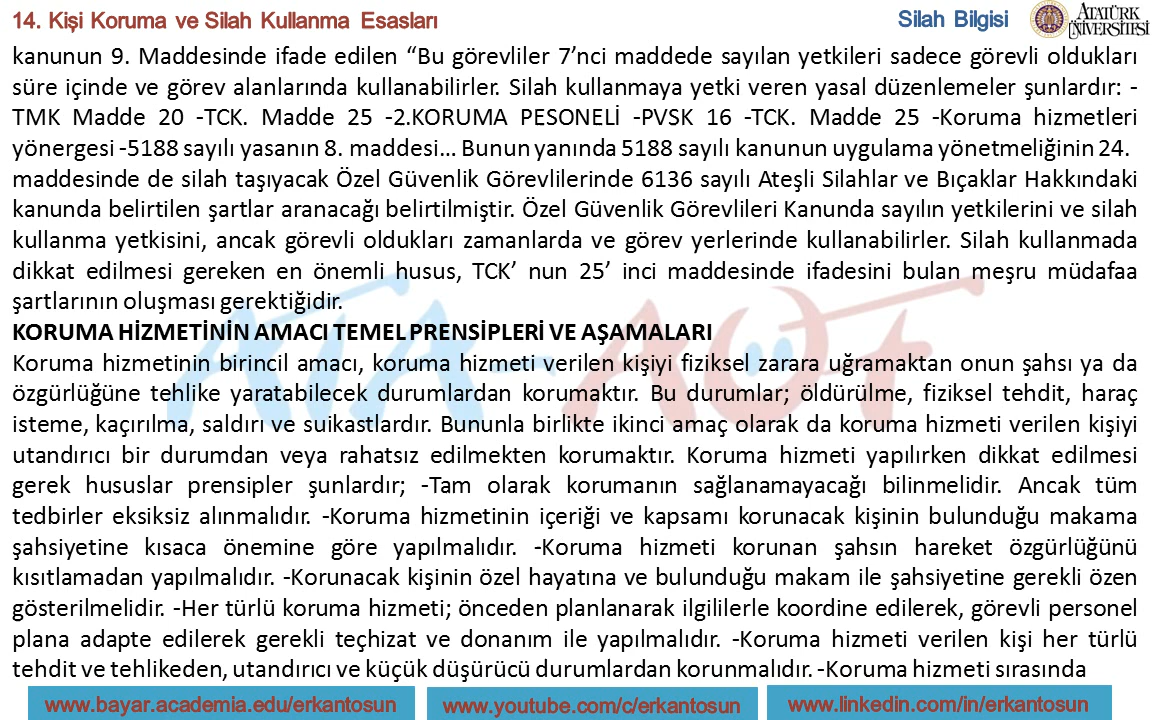 14. Kişi Koruma ve Silah Kullanma Esasları
Silah Bilgisi
ATATÜRK
ÜNİVERSİTESİ
kanunun 9. Maddesinde ifade edilen “Bu görevliler 7’nci maddede sayılan yetkileri sadece görevli oldukları
süre içinde ve görev alanlarında kullanabilirler. Silah kullanmaya yetki veren yasal düzenlemeler şunlardır: -
TMK Madde 20 -TCK. Madde 25 -2.KORUMA PESONELİ -PVSK 16 -TCK. Madde 25 -Koruma hizmetleri
yönergesi -5188 sayılı yasanın 8. maddesi… Bunun yanında 5188 sayılı kanunun uygulama yönetmeliğinin 24.
maddesinde de silah taşıyacak Özel Güvenlik Görevlilerinde 6136 sayılı Ateşli Silahlar ve Bıçaklar Hakkındaki
kanunda belirtilen şartlar aranacağı belirtilmiştir. Özel Güvenlik Görevlileri Kanunda sayılın yetkilerini ve silah
kullanma yetkisini, ancak görevli oldukları zamanlarda ve görev yerlerinde kullanabilirler. Silah kullanmada
dikkat edilmesi gereken en önemli husus, TCK’ nun 25’ inci maddesinde ifadesini bulan meşru müdafaa
şartlarının oluşması gerektiğidir.
KORUMA HİZMETİNİN AMACI TEMEL PRENSİPLERİ VE AŞAMALARI
Koruma hizmetinin birincil amacı, koruma hizmeti verilen kişiyi fiziksel zarara uğramaktan onun şahsı ya da
özgürlüğüne tehlike yaratabilecek durumlardan korumaktır. Bu durumlar; öldürülme, fiziksel tehdit, haraç
isteme, kaçırılma, saldırı ve suikastlardır. Bununla birlikte ikinci amaç olarak da koruma hizmeti verilen kişiyi
utandırıcı bir durumdan veya rahatsız edilmekten korumaktır. Koruma hizmeti yapılırken dikkat edilmesi
gerek hususlar prensipler şunlardır; -Tam olarak korumanın sağlanamayacağı bilinmelidir. Ancak tüm
tedbirler eksiksiz alınmalıdır. -Koruma hizmetinin içeriği ve kapsamı korunacak kişinin bulunduğu makama
şahsiyetine kısaca önemine göre yapılmalıdır. -Koruma hizmeti korunan şahsın hareket özgürlüğünü
kısıtlamadan yapılmalıdır. -Korunacak kişinin özel hayatına ve bulunduğu makam ile şahsiyetine gerekli özen
gösterilmelidir. -Her türlü koruma hizmeti; önceden planlanarak ilgililerle koordine edilerek, görevli personel
plana adapte edilerek gerekli teçhizat ve donanım ile yapılmalıdır. -Koruma hizmeti verilen kişi her türlü
tehdit ve tehlikeden, utandırıcı ve küçük düşürücü durumlardan korunmalıdır. -Koruma hizmeti sırasında
ATA-AÖF
www.bayar.academia.edu/erkantosun
www.youtube.com/c/erkantosun
www.linkedin.com/in/erkantosun